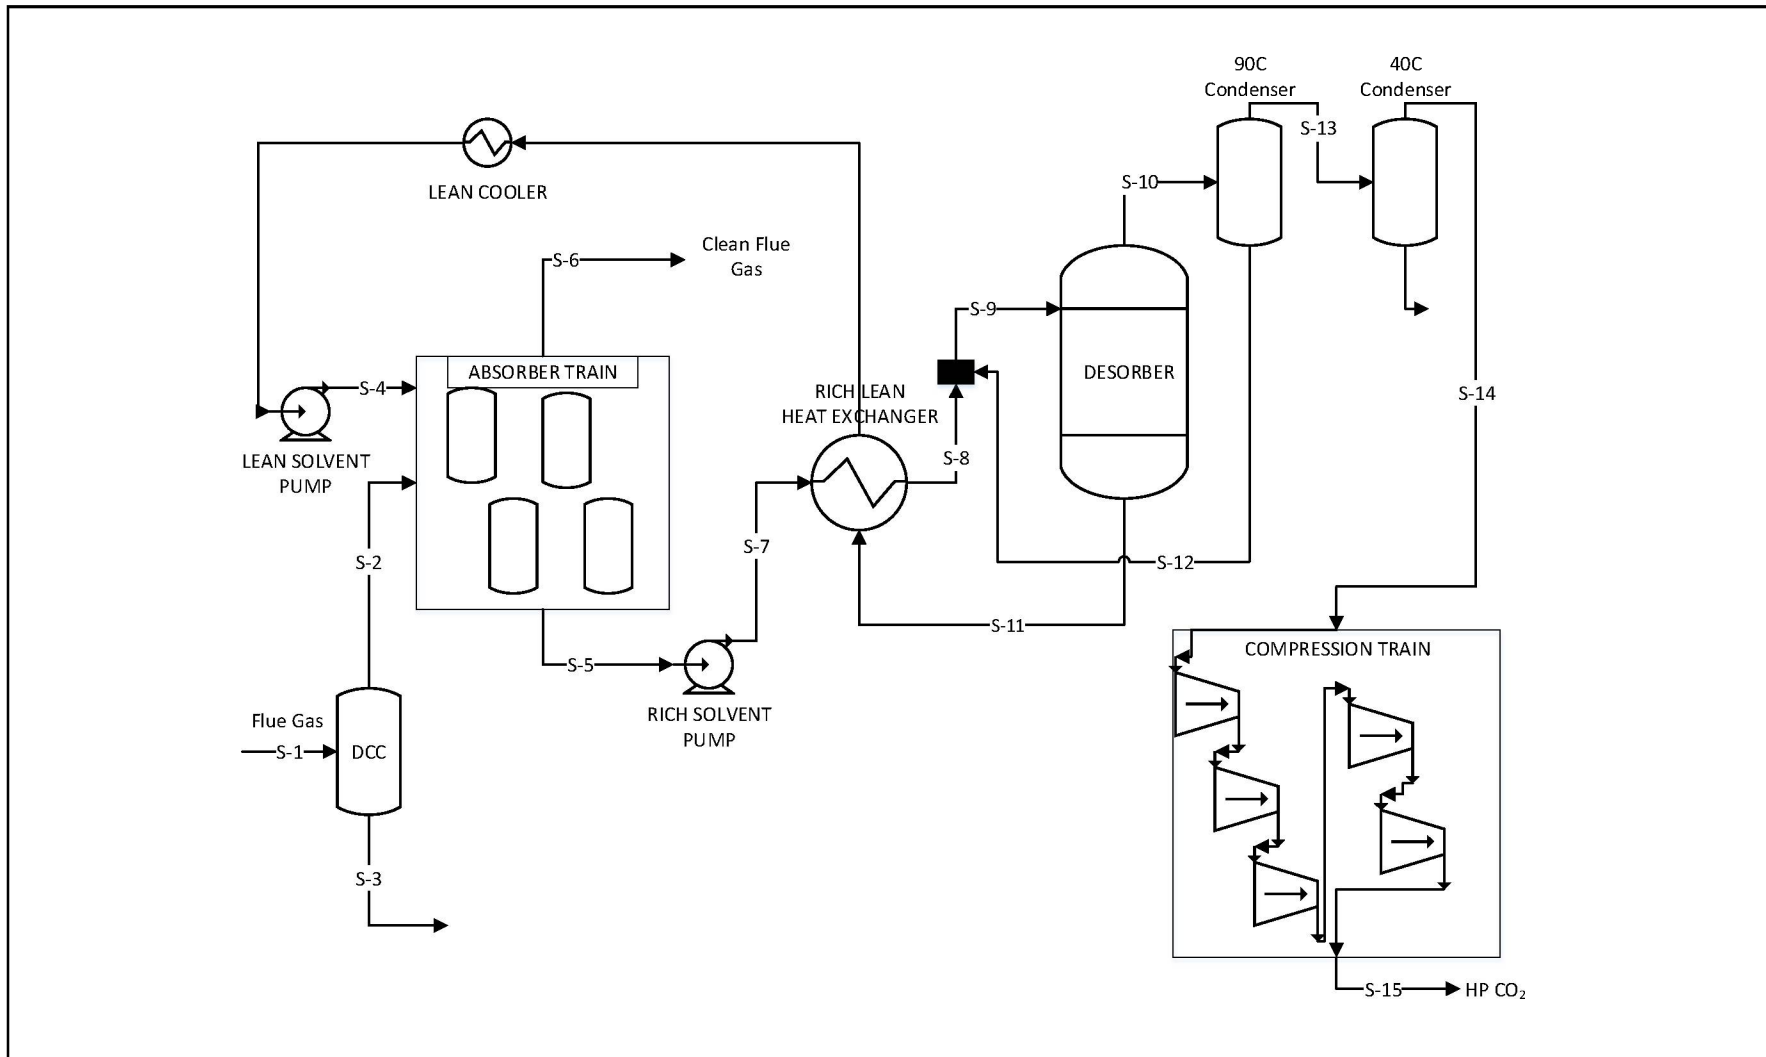 90C
Condenser
40C
Condenser
S-13
S-10
LEAN COOLER
Clean Flue
Gas
S-6
S-9
ABSORBER TRAIN
DESORBER
S-4
RICH LEAN
HEAT EXCHANGER
S-14
LEAN SOLVENT
PUMP
S-8
S-7
S-2
S-12
S-11
S-5
COMPRESSION TRAIN
RICH SOLVENT
PUMP
Flue Gas
S-1
DCC
S-3
S-15
HP CO₂